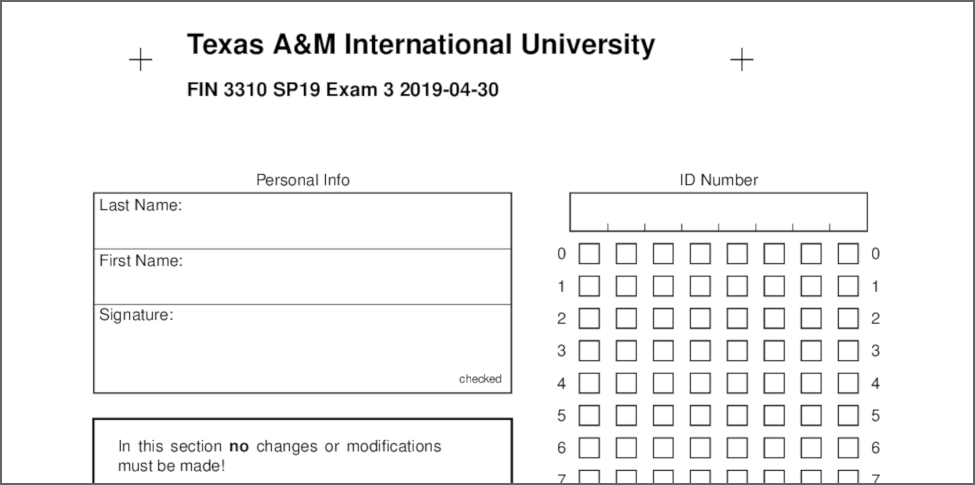 Texas A&M International University
FIN 3310 SP19 Exam 3 2019-04-30
Personal Info
Last Name:
First Name:
Signature:
checked
In this section no changes or modifications
must be made!
ID Number
0 0
1 1
2 2
3 3
4 4
5 5
6 6
7 7